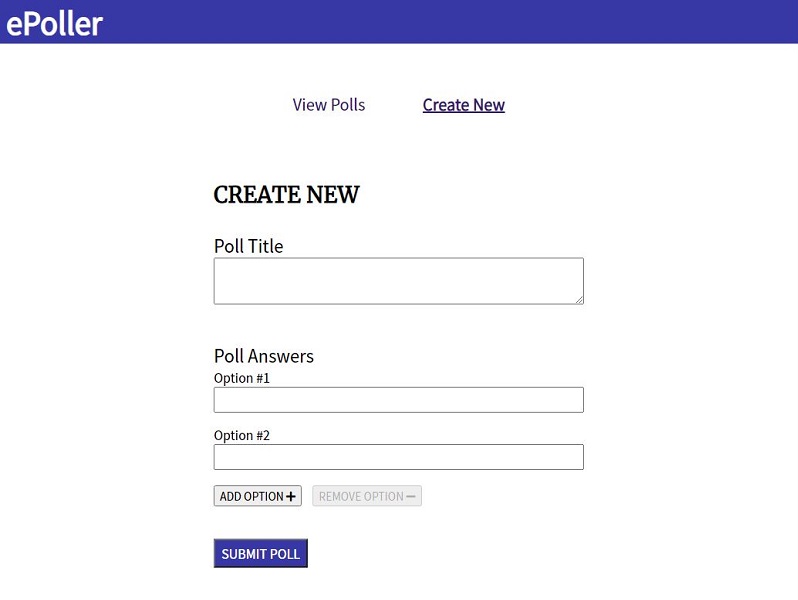 ePoller
View Polls Create New
CREATE NEW
Poll Title
Poll Answers
Option #1
Option #2
ADD OPTION+ REMOVE OPTION−
SUBMIT POLL